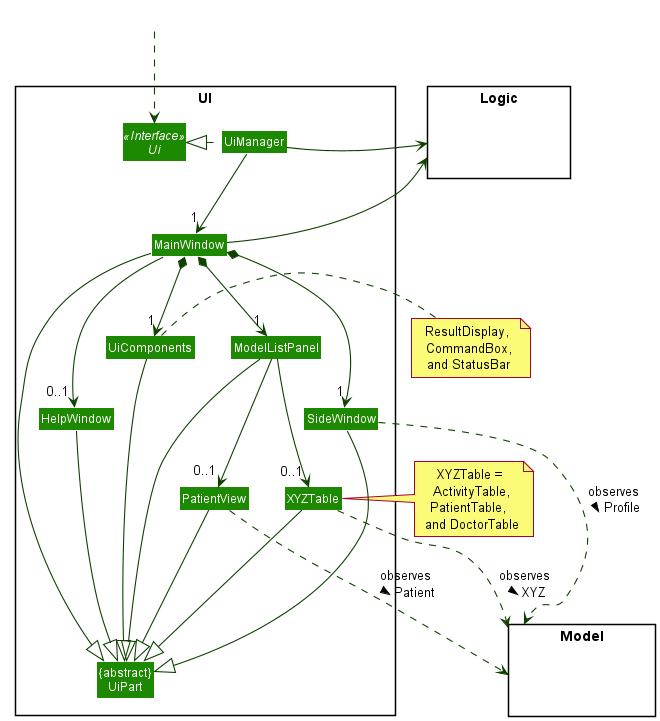 UI
Logic
«Interface»
Ui
UiManager
1
MainWindow
1
1
UiComponents
ModelListPanel
ResultDisplay,
CommandBox,
and StatusBar
0..1
1
HelpWindow
SideWindow
0..1
0..1
PatientView
XYZTable
XYZTable =
ActivityTable,
PatientTable,
and DoctorTable
observes
Profile
observes
Patient
observes
XYZ
Model
{abstract}
UiPart